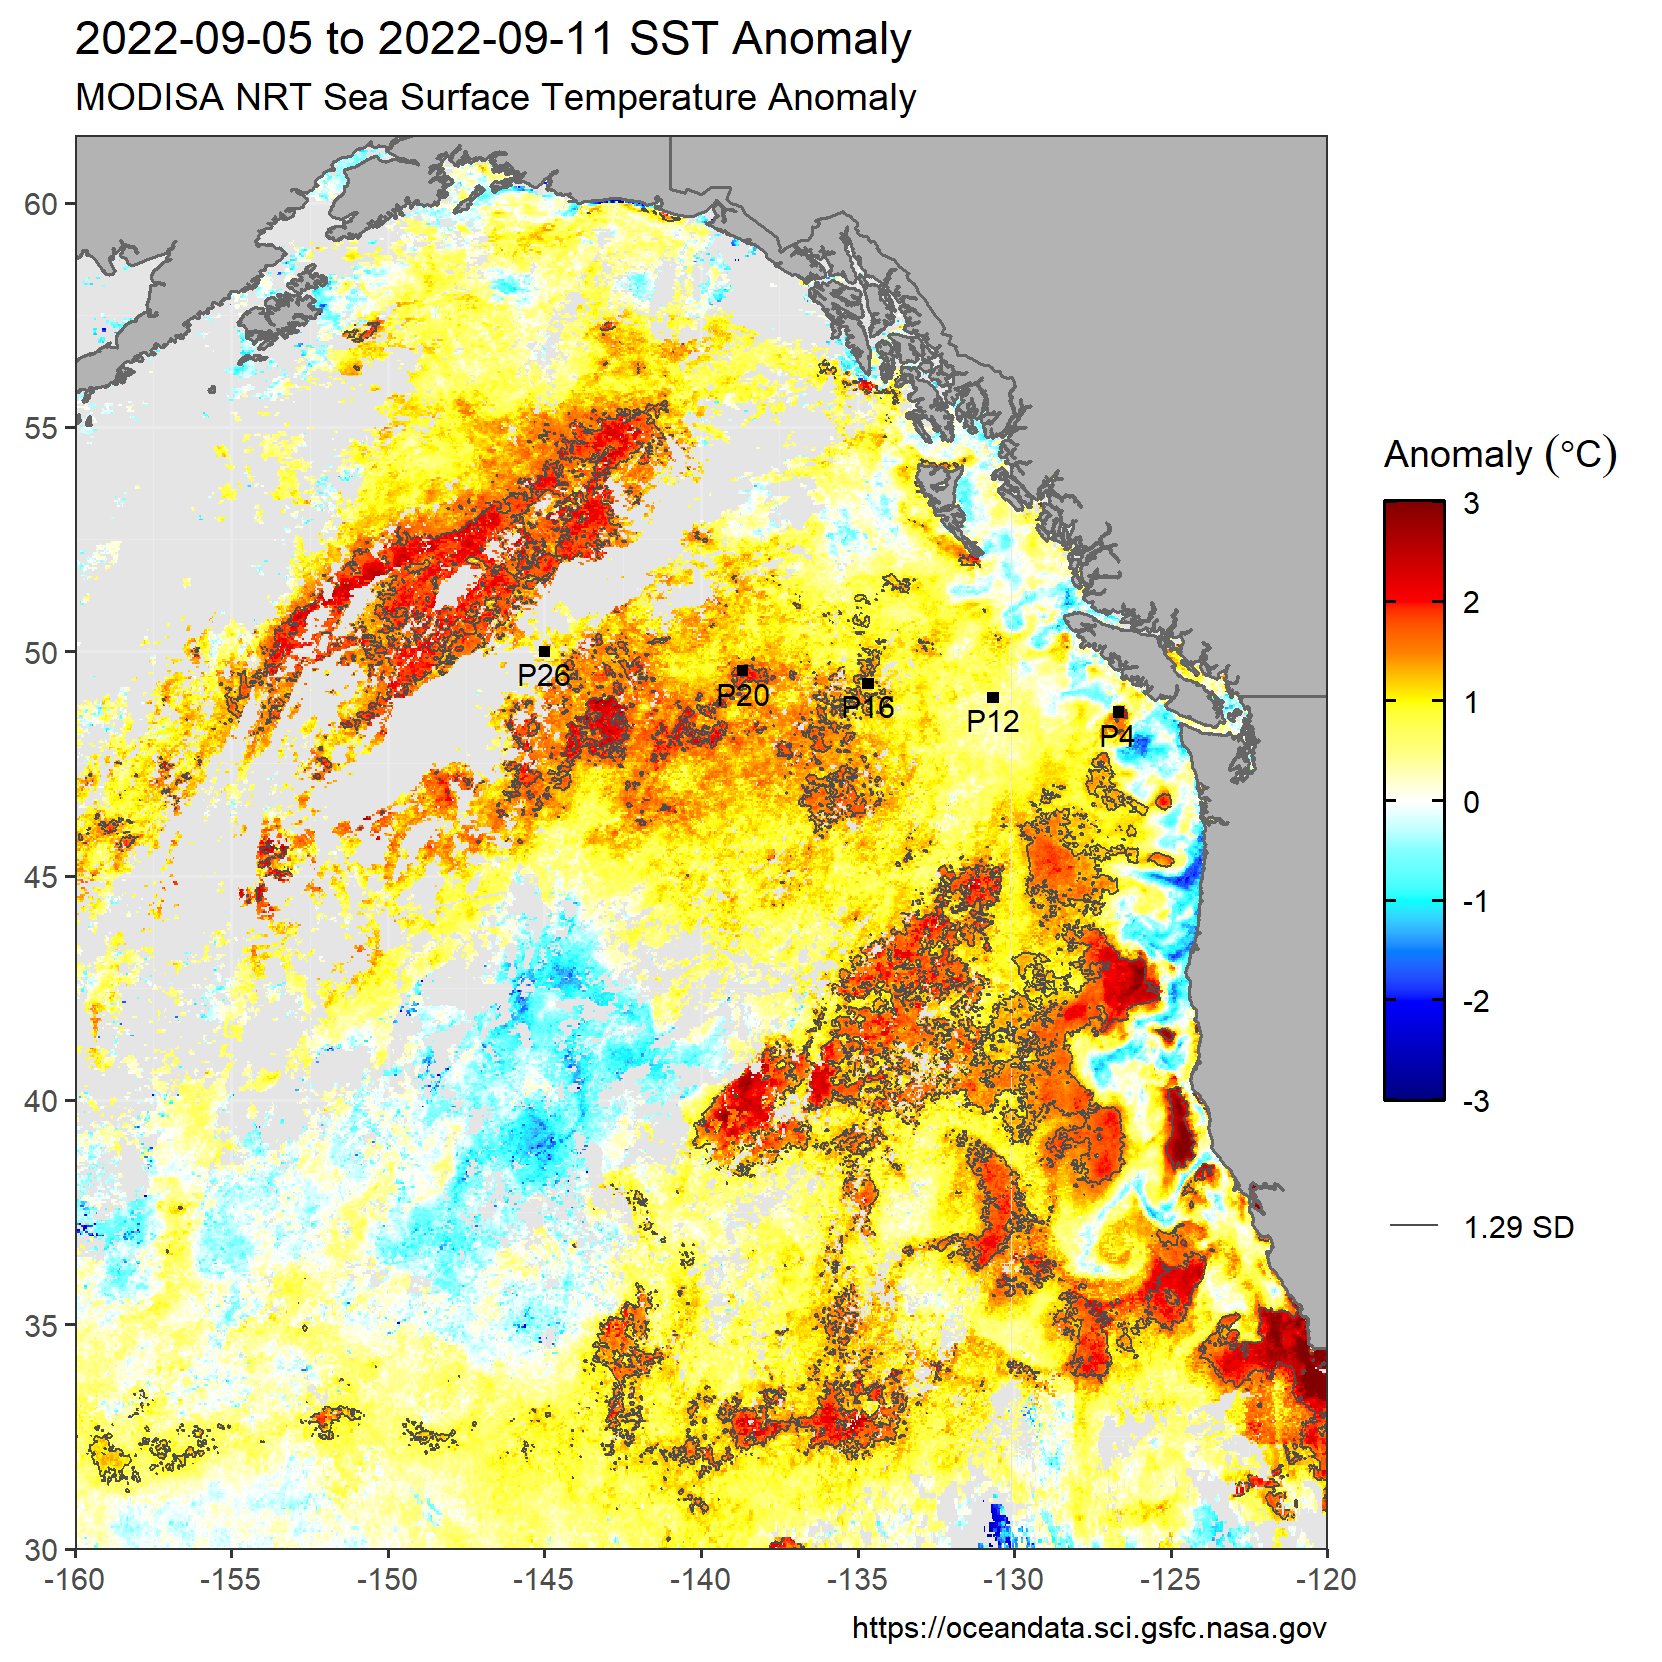 2022-09-05 to 2022-09-11 SST Anomaly
MODISA NRT Sea Surface Temperature Anomaly
60
55
50
45
40
35
30
-160
-155
-150
-145
-140
-135
-130
-125
-120
P26
P20
P16
P12
P4
Anomaly (°C)
3
2
1
0
-1
-2
-3
1.29 SD
https://oceandata.sci.gsfc.nasa.gov